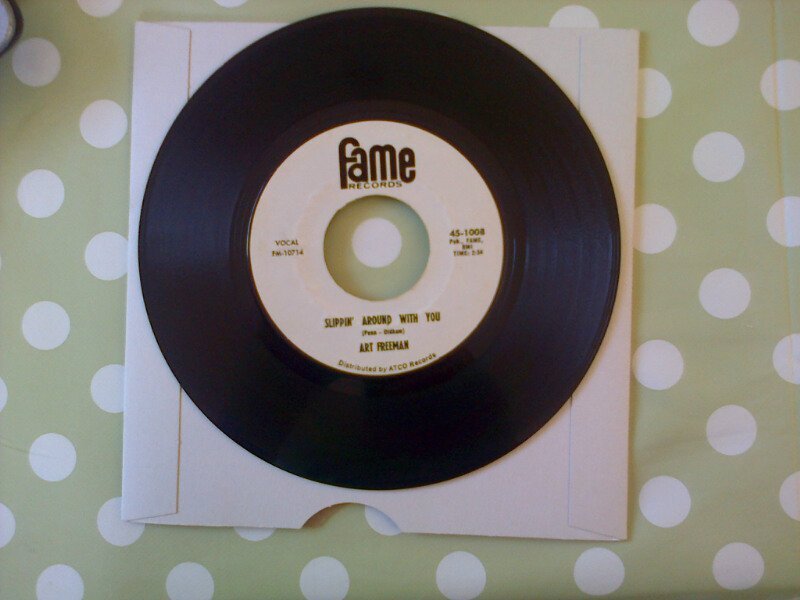 fame
RECORDS
VOCAL
FM-10714
45-1008
Pub., FAME,
BMI
TIME: 2:34
SLIPPIN' AROUND WITH YOU
(Penn - Oldham)
ART FREEMAN
Distributed by ATCO Records